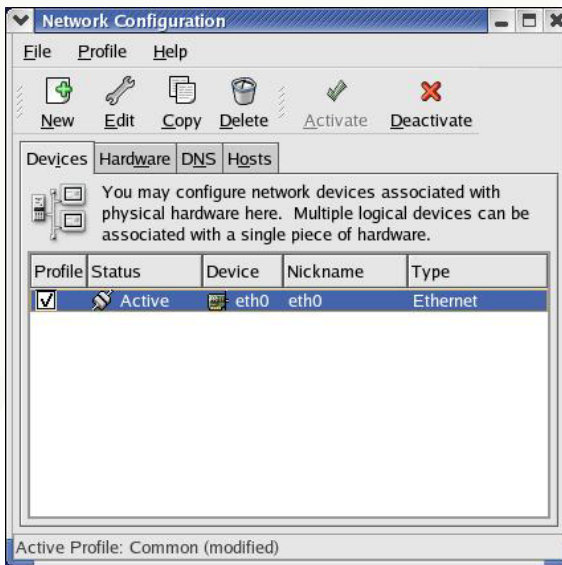 Network Configuration
File Profile Help
New Edit Copy Delete Activate Deactivate
Devices Hardware DNS Hosts
You may configure network devices associated with
physical hardware here. Multiple logical devices can be
associated with a single piece of hardware.
Profile Status Device Nickname Type
Active eth0 eth0 Ethernet
Active Profile: Common (modified)